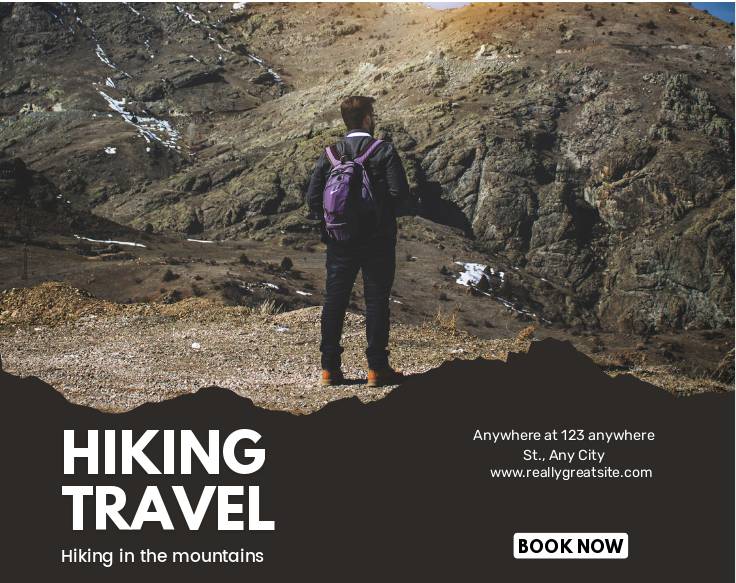 HIKING
TRAVEL
Hiking in the mountains
Anywhere at 123 anywhere
St., Any City
www.reallygreatsite.com
BOOK NOW